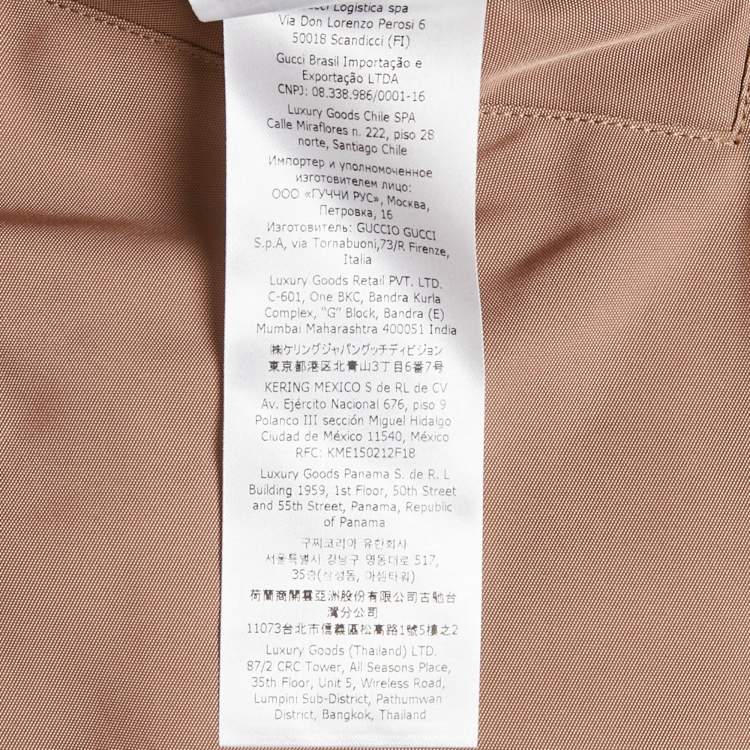 Logistica spa
Via Don Lorenzo Perosi 6
50018 Scandicci (FI)
Gucci Brasil Importação e
Exportação LTDA
CNPJ: 08.338.986/0001-16
Luxury Goods Chile SPA
Calle Miraflores n. 222, piso 28
norte, Santiago Chile
Импортер и уполномоченное
изготовителем лицо:
ООО «ГУЧЧИ РУС», Москва,
Петровка, 16
Изготовитель: GUCCIO GUCCI
S.p.A, via Tornabuoni,73/R Firenze,
Italia
Luxury Goods Retail PVT. LTD.
C-601, One BKC, Bandra Kurla
Complex, "G" Block, Bandra (E)
Mumbai Maharashtra 400051 India
㈱ケリングジャパングッチディビジョン
東京都港区北青山3丁目6番7号
KERING MEXICO S de RL de CV
Av. Ejército Nacional 676, piso 9
Polanco III sección Miguel Hidalgo
Ciudad de México 11540, México
RFC: KME150212F18
Luxury Goods Panama S. de R. L
Building 1959, 1st Floor, 50th Street
and 55th Street, Panama, Republic
of Panama
구찌코리아 유한회사
서울특별시 강남구 영동대로 517,
35층(삼성동, 아셈타워)
荷蘭商開雲亞洲股份有限公司古馳台
灣分公司
11073台北市信義區松高路1號5樓之2
Luxury Goods (Thailand) LTD.
87/2 CRC Tower, All Seasons Place,
35th Floor, Unit 5, Wireless Road,
Lumpini Sub-District, Pathumwan
District, Bangkok, Thailand